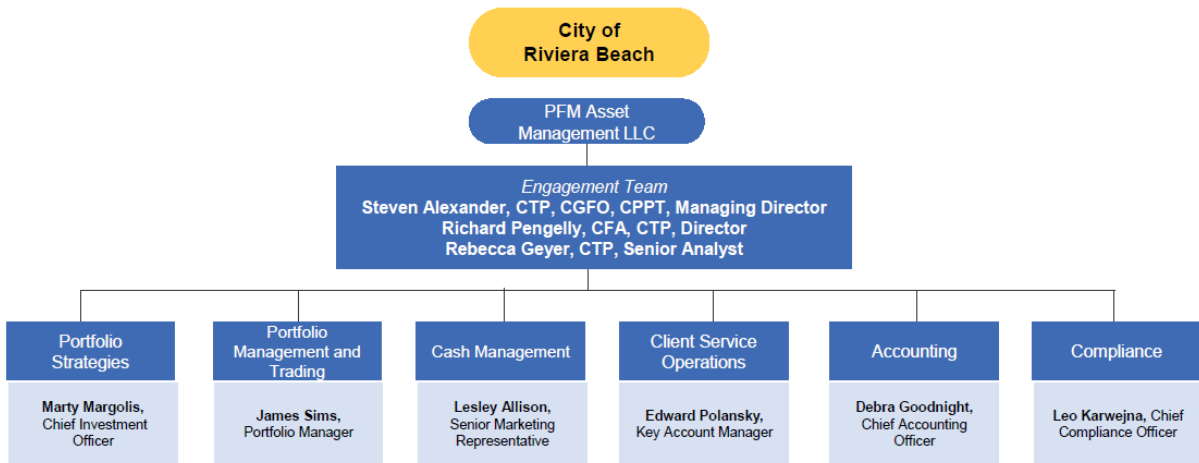 City of
Riviera Beach
PFM Asset
Management LLC
Engagement Team
Steven Alexander, CTP, CGFO, CPPT, Managing Director
Richard Pengelly, CFA, CTP, Director
Rebecca Geyer, CTP, Senior Analyst
Portfolio
Strategies
Marty Margolis,
Chief Investment
Officer
Portfolio
Management and
Trading
James Sims,
Portfolio Manager
Cash Management
Lesley Allison,
Senior Marketing
Representative
Client Service
Operations
Edward Polansky,
Key Account Manager
Accounting
Debra Goodnight,
Chief Accounting
Officer
Compliance
Leo Karwejna, Chief
Compliance Officer